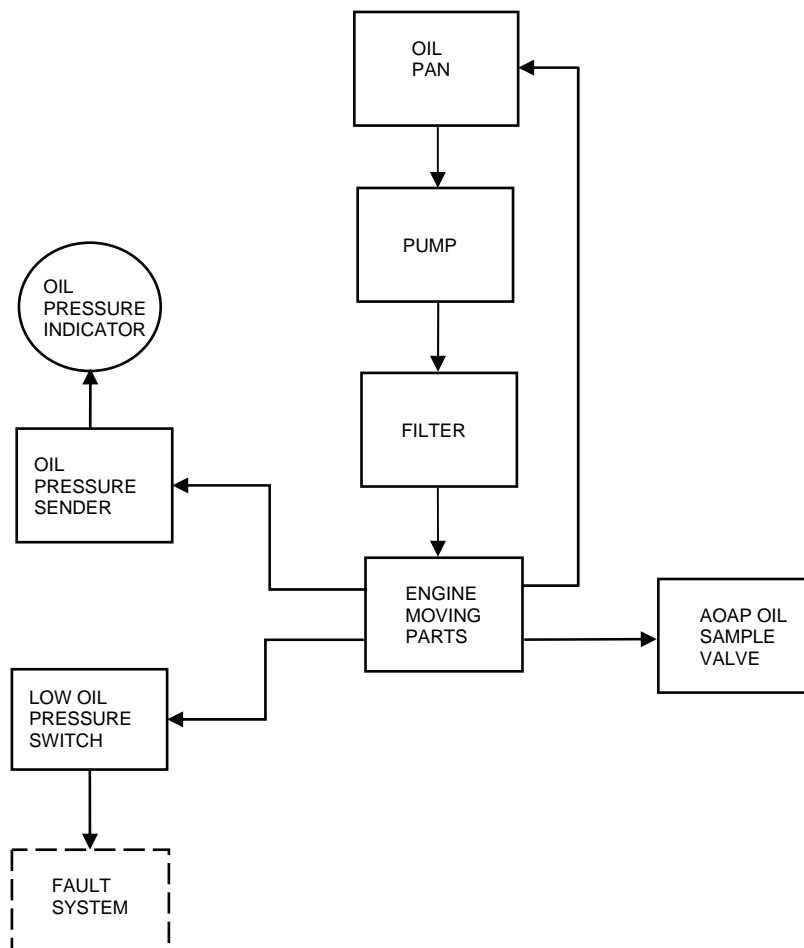 OIL
PAN
PUMP
OIL
PRESSURE
INDICATOR
FILTER
OIL
PRESSURE
SENDER
ENGINE
MOVING
PARTS
AOAP OIL
SAMPLE
VALVE
LOW OIL
PRESSURE
SWITCH
FAULT
SYSTEM